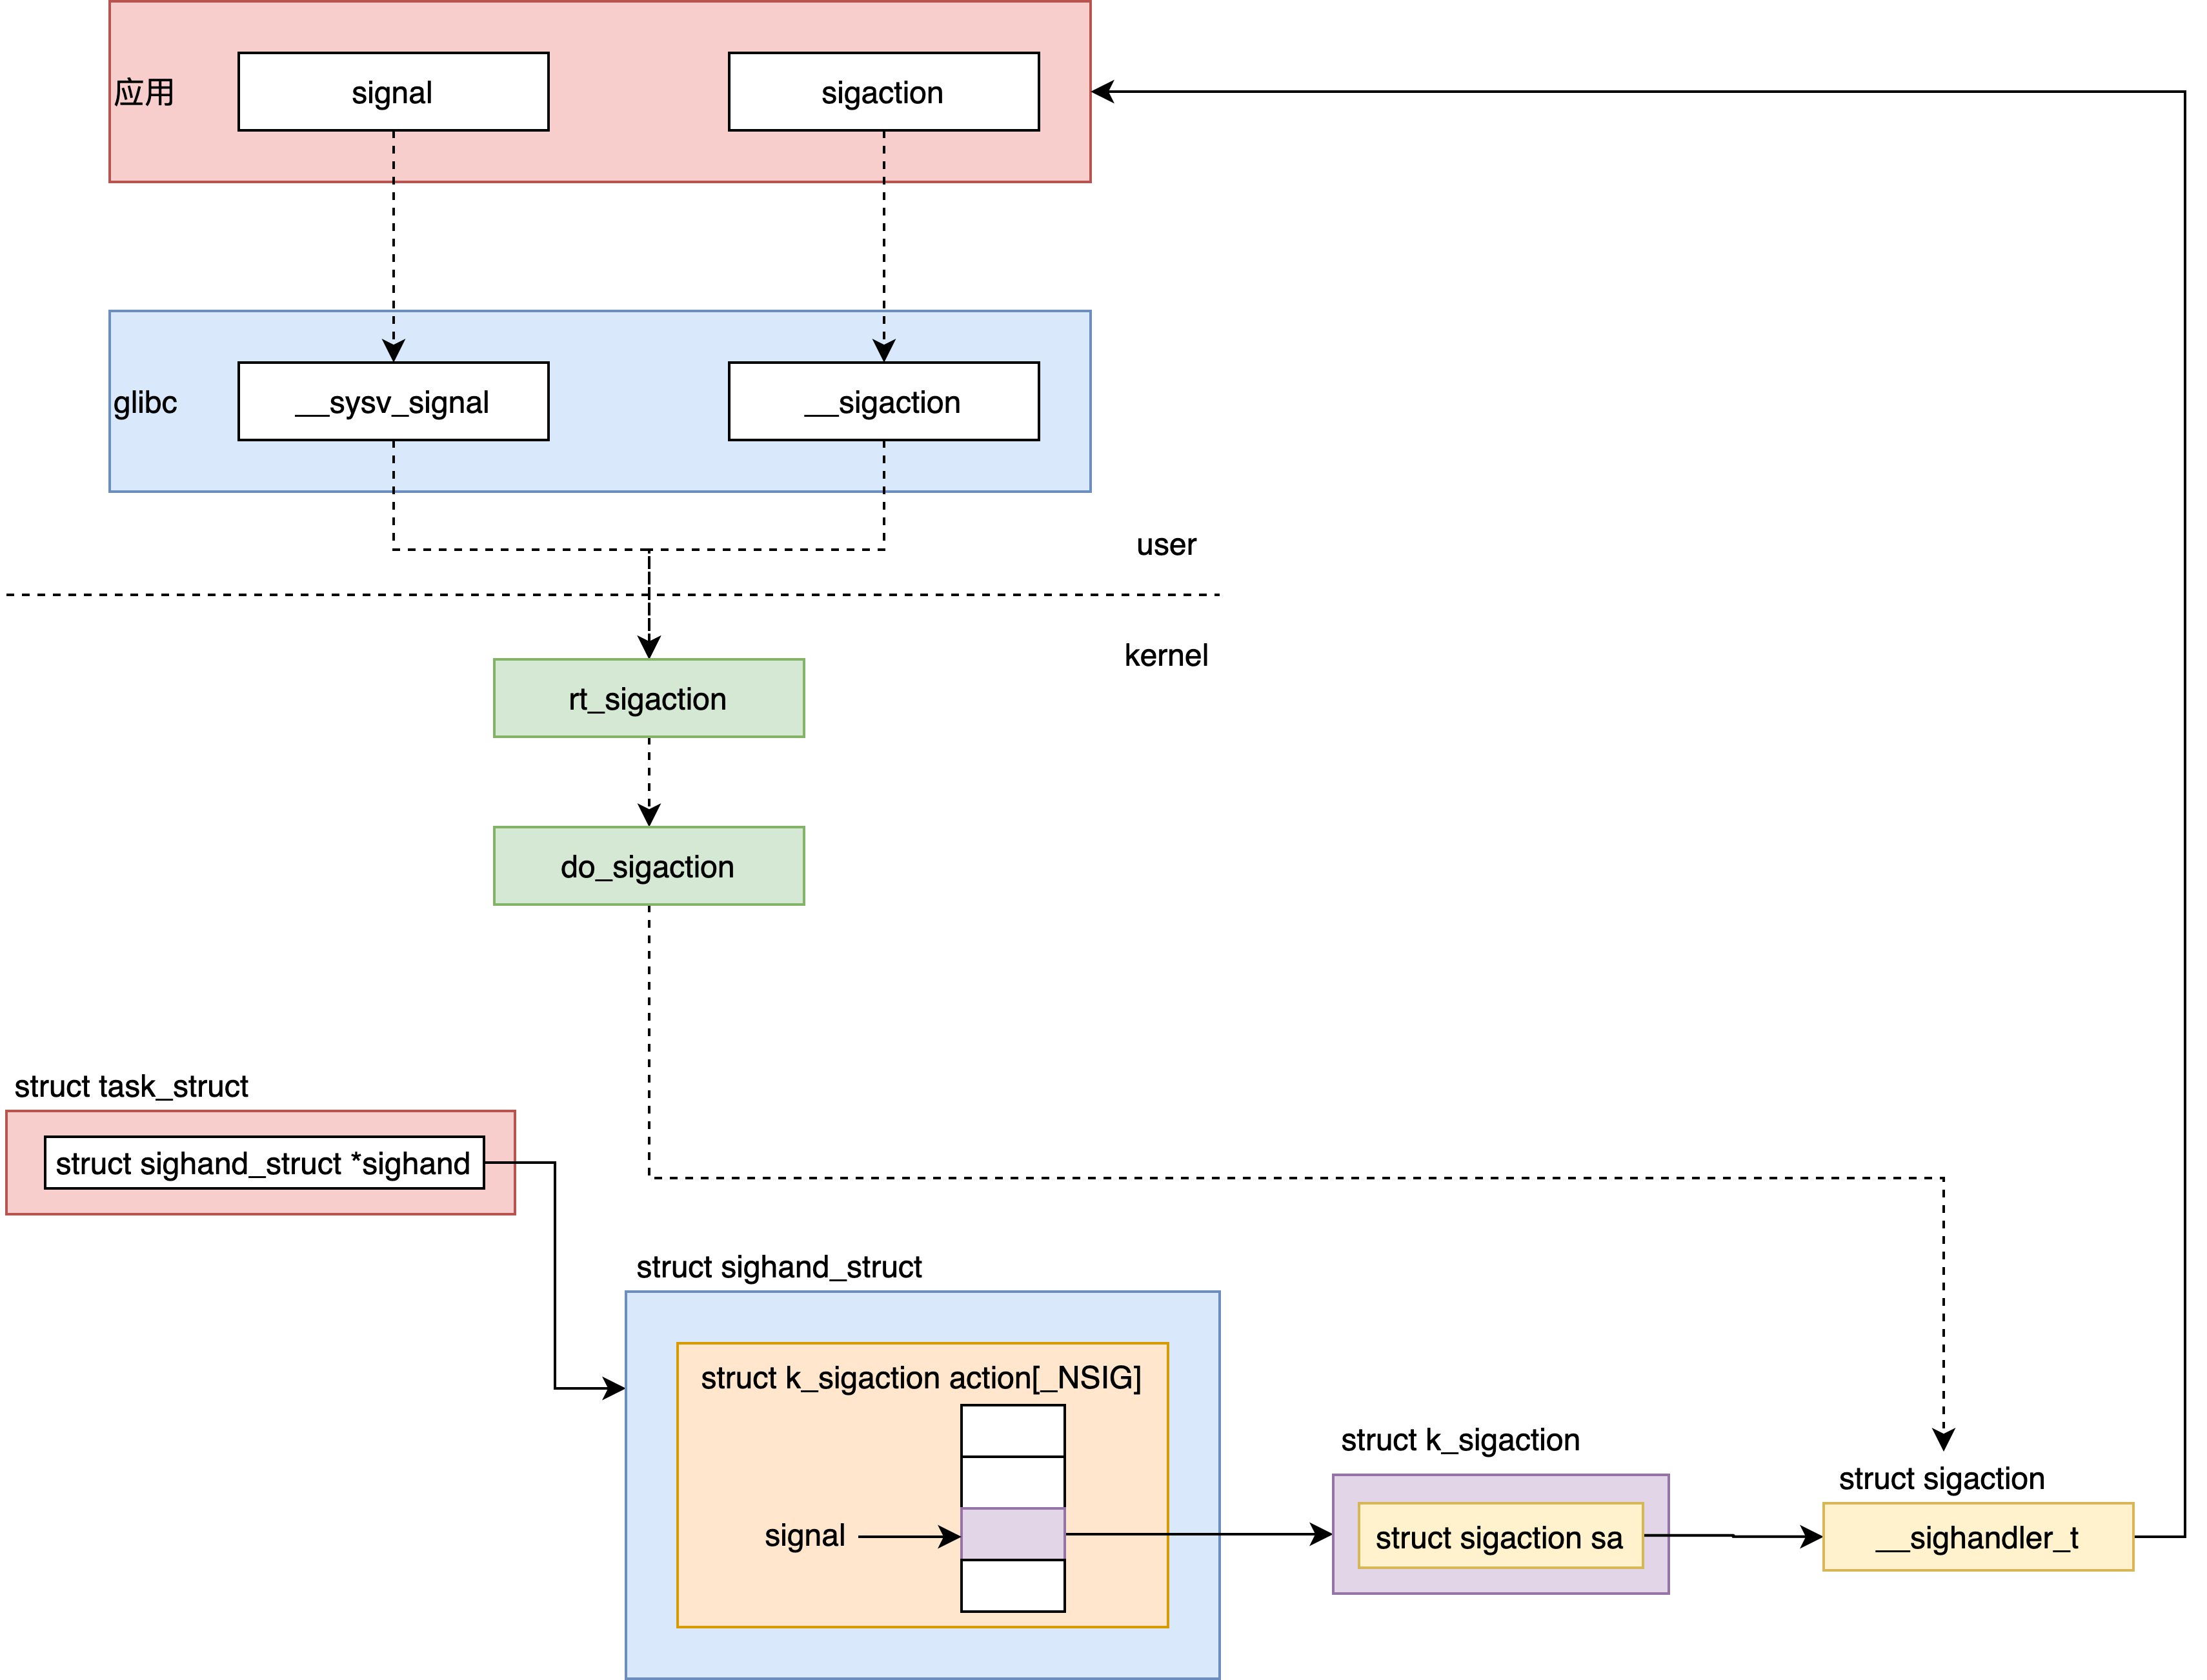 应用
signal
sigaction
glibc
__sysv_signal
__sigaction
user
kernel
rt_sigaction
do_sigaction
struct task_struct
struct sighand_struct *sighand
struct sighand_struct
struct k_sigaction action[_NSIG]
signal
struct k_sigaction
struct sigaction sa
struct sigaction
__sighandler_t